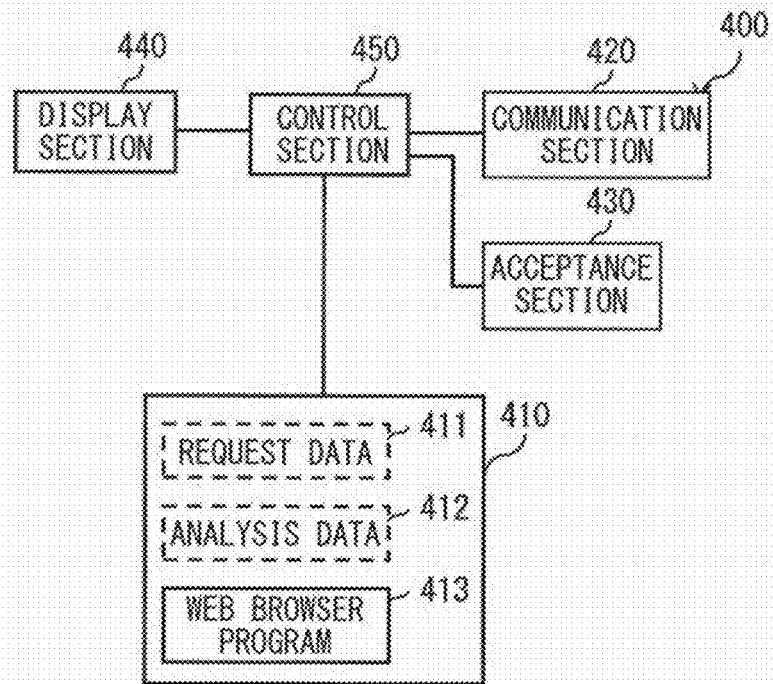 440
450
420
400
DISPLAY
SECTION
CONTROL
SECTION
COMMUNICATION
SECTION
430
ACCEPTANCE
SECTION
410
REQUEST DATA
411
ANALYSIS DATA
412
WEB BROWSER
PROGRAM
413